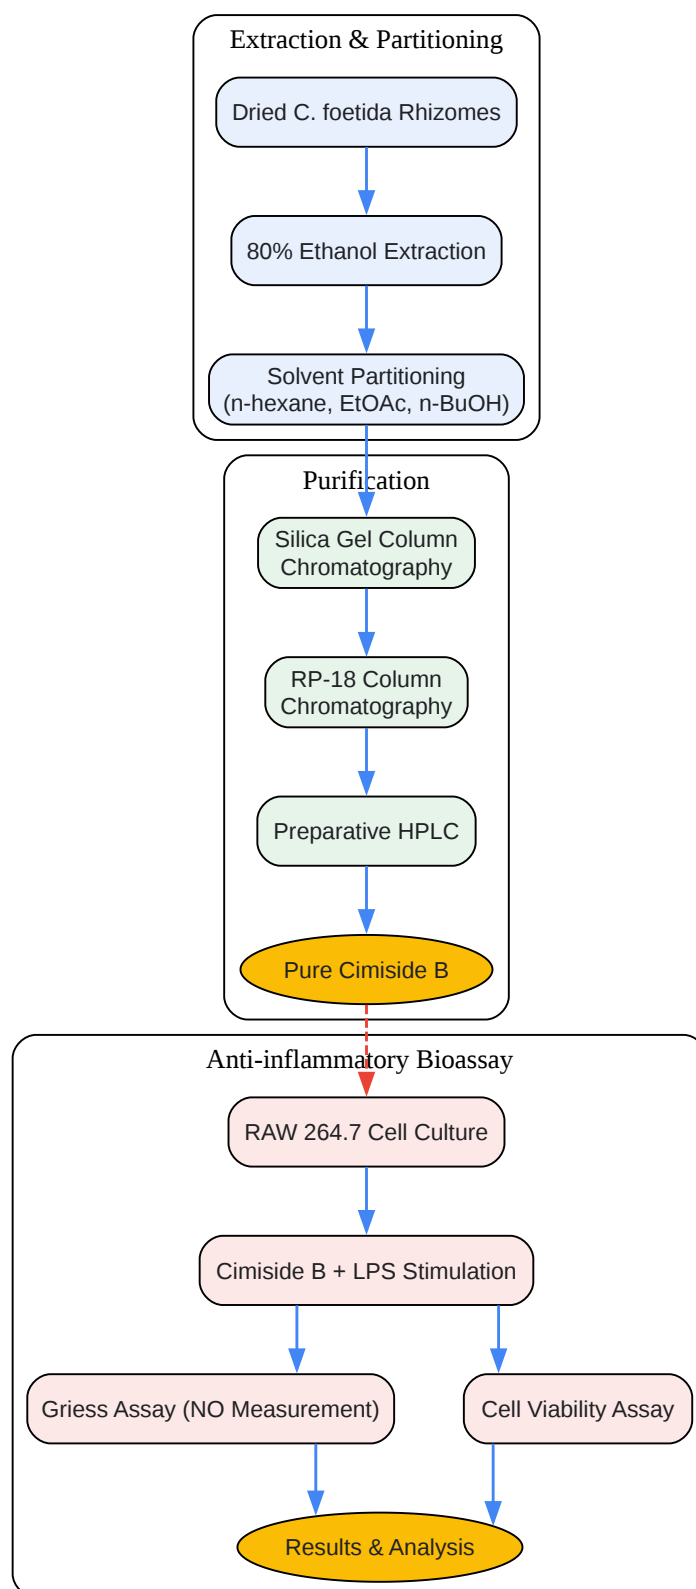 Extraction & Partitioning
Dried C. foetida Rhizomes
80% Ethanol Extraction
Solvent Partitioning
(n-hexane, EtOAc, n-BuOH)
Purification
Silica Gel Column
Chromatography
RP-18 Column
Chromatography
Preparative HPLC
Pure Cimiside B
Anti-inflammatory Bioassay
RAW 264.7 Cell Culture
Cimiside B + LPS Stimulation
Griess Assay (NO Measurement)
Cell Viability Assay
Results & Analysis